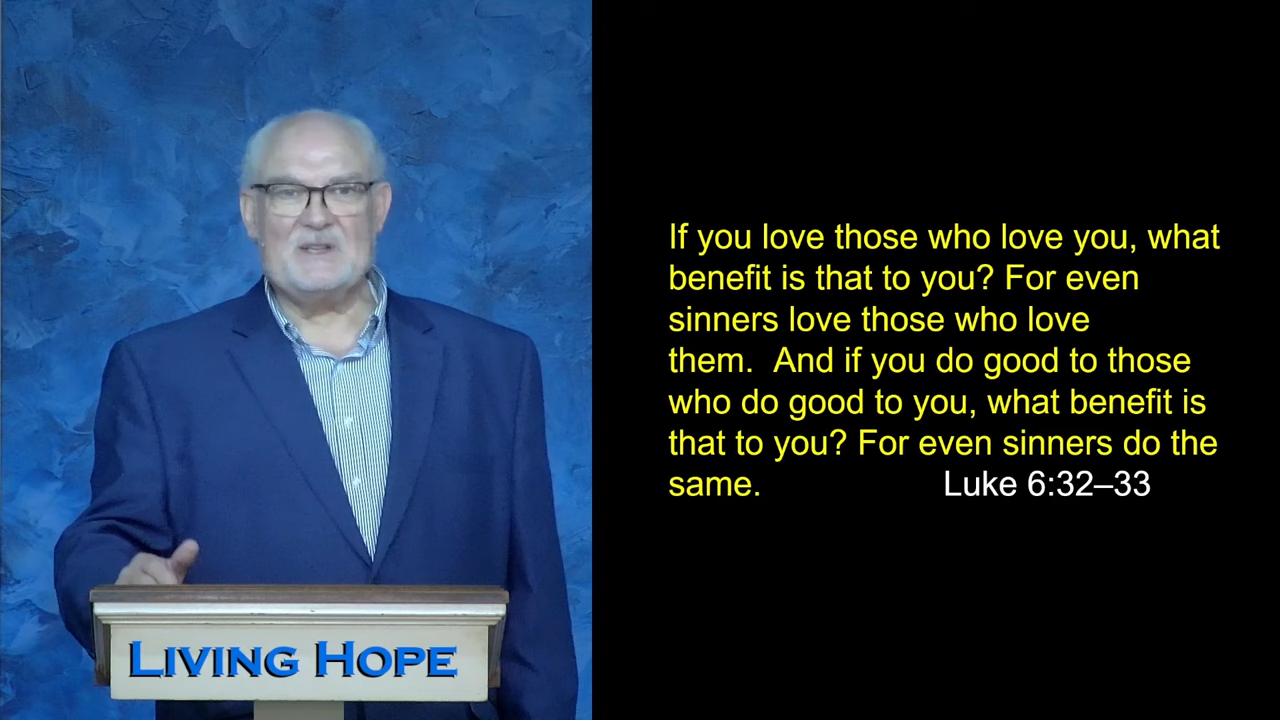 If you love those who love you, what
benefit is that to you? For even
sinners love those who love
them.  And if you do good to those
who do good to you, what benefit is
that to you? For even sinners do the
same. Luke 6:32–33
LIVING HOPE